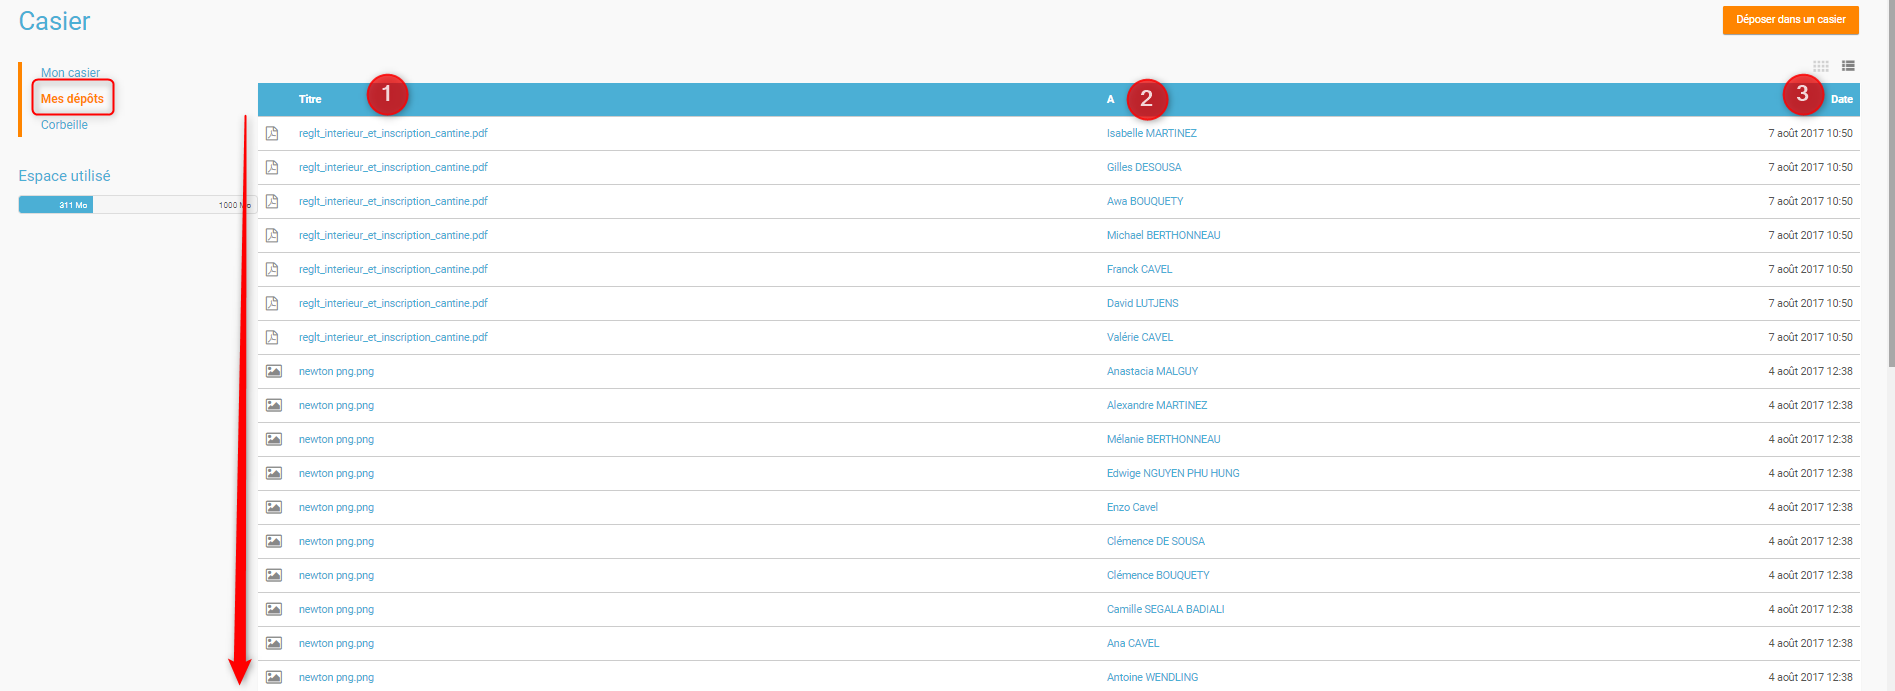 Casier
Déposer dans un casier
Mon casier
Mes dépôts
Corbeille
Espace utilisé
311 Mo 1000 Mo
Titre 1 A 2 3 Date
reglt_interieur_et_inscription_cantine.pdf Isabelle MARTINEZ 7 août 2017 10:50
reglt_interieur_et_inscription_cantine.pdf Gilles DESOUSA 7 août 2017 10:50
reglt_interieur_et_inscription_cantine.pdf Awa BOUQUETY 7 août 2017 10:50
reglt_interieur_et_inscription_cantine.pdf Michael BERTHONNEAU 7 août 2017 10:50
reglt_interieur_et_inscription_cantine.pdf Franck CAVEL 7 août 2017 10:50
reglt_interieur_et_inscription_cantine.pdf David LUTJENS 7 août 2017 10:50
reglt_interieur_et_inscription_cantine.pdf Valérie CAVEL 7 août 2017 10:50
newton png.png Anastacia MALGUY 4 août 2017 12:38
newton png.png Alexandre MARTINEZ 4 août 2017 12:38
newton png.png Mélanie BERTHONNEAU 4 août 2017 12:38
newton png.png Edwige NGUYEN PHU HUNG 4 août 2017 12:38
newton png.png Enzo Cavel 4 août 2017 12:38
newton png.png Clémence DE SOUSA 4 août 2017 12:38
newton png.png Clémence BOUQUETY 4 août 2017 12:38
newton png.png Camille SEGALA BADIALI 4 août 2017 12:38
newton png.png Ana CAVEL 4 août 2017 12:38
newton png.png Antoine WENDLING 4 août 2017 12:38